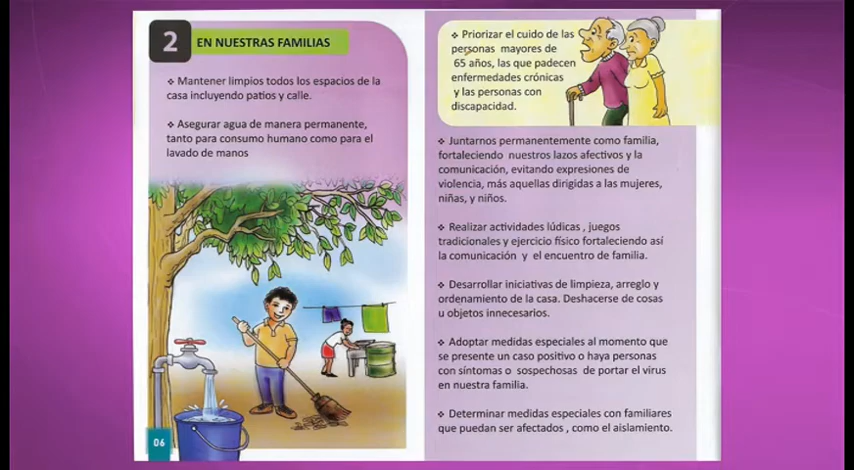 2
EN NUESTRAS FAMILIAS
❖ Mantener limpios todos los espacios de la
casa incluyendo patios y calle.
❖ Asegurar agua de manera permanente,
tanto para consumo humano como para el
lavado de manos
06
❖ Priorizar el cuido de las
personas mayores de
65 años, las que padecen
enfermedades crónicas
y las personas con
discapacidad.
❖ Juntarnos permanentemente como familia,
fortaleciendo nuestros lazos afectivos y la
comunicación, evitando expresiones de
violencia, más aquellas dirigidas a las mujeres,
niñas, y niños.
❖ Realizar actividades lúdicas , juegos
tradicionales y ejercicio físico fortaleciendo así
la comunicación y el encuentro de familia.
❖ Desarrollar iniciativas de limpieza, arreglo y
ordenamiento de la casa. Deshacerse de cosas
u objetos innecesarios.
❖ Adoptar medidas especiales al momento que
se presente un caso positivo o haya personas
con síntomas o sospechosas de portar el virus
en nuestra familia.
❖ Determinar medidas especiales con familiares
que puedan ser afectados , como el aislamiento.